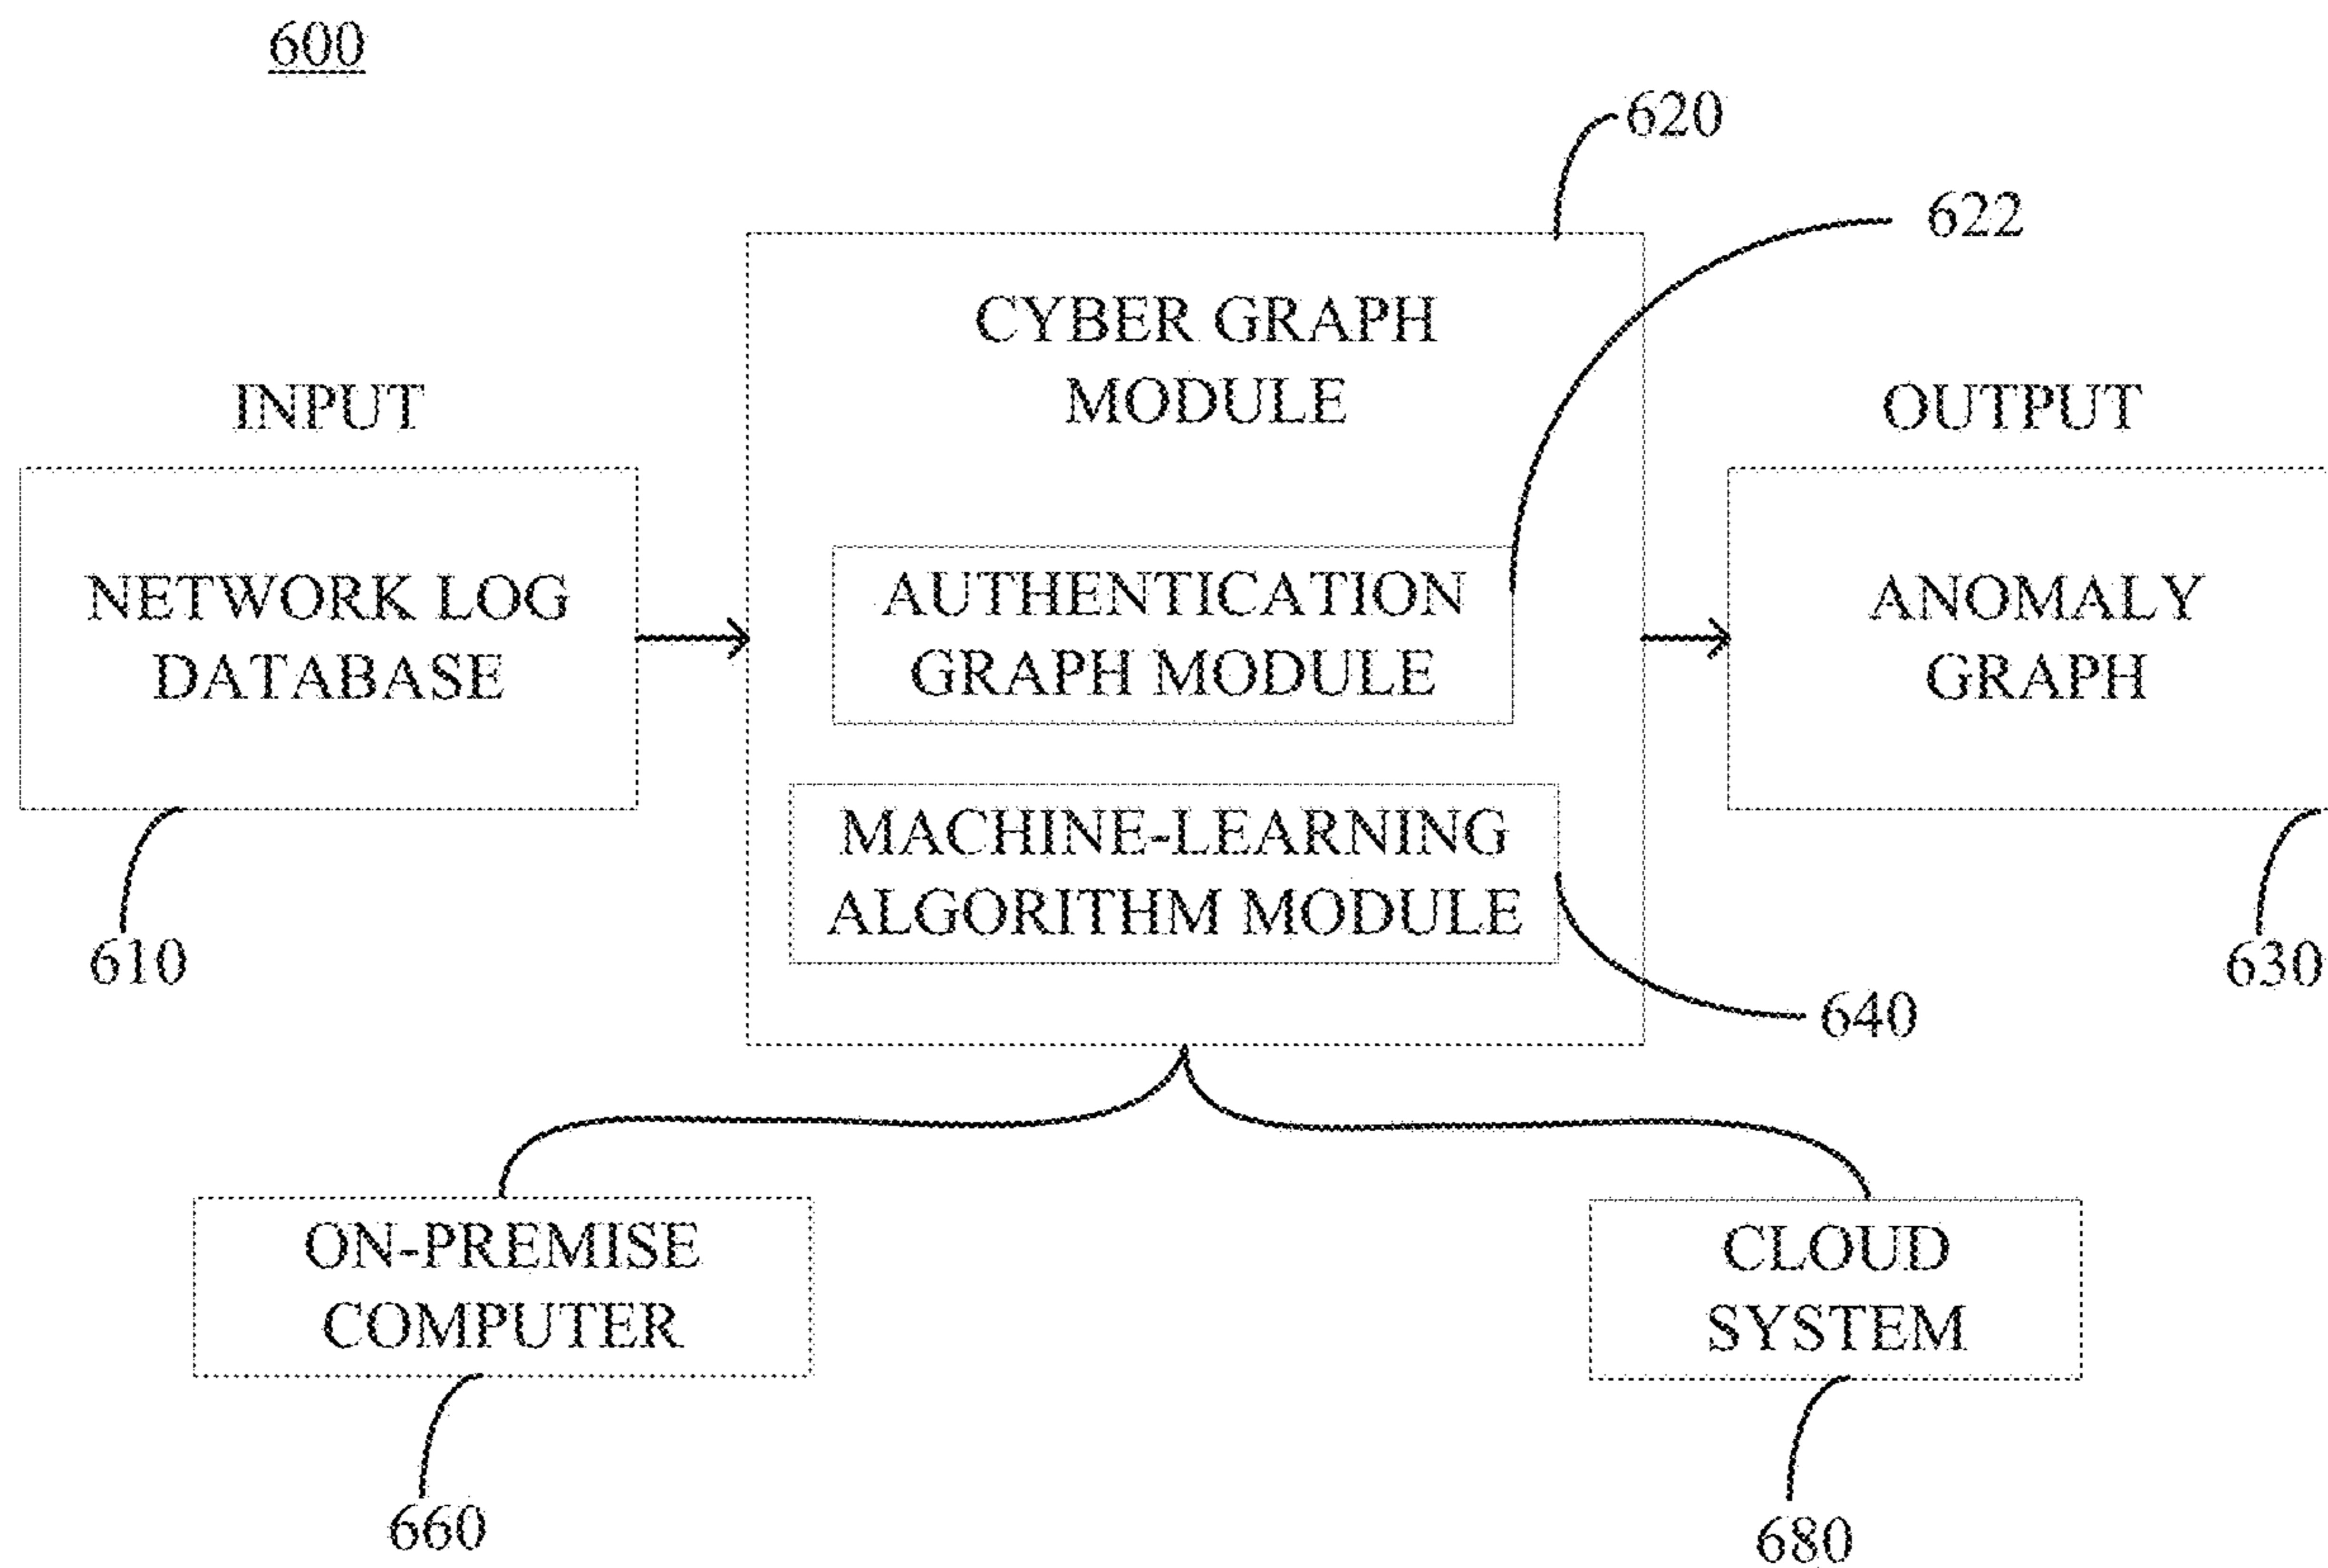 600
620
622
CYBER GRAPH
MODULE
INPUT
OUTPUT
NETWORK LOG
DATABASE
AUTHENTICATION
GRAPH MODULE
ANOMALY
GRAPH
MACHINE-LEARNING
ALGORITHM MODULE
610
630
640
ON-PREMISE
COMPUTER
CLOUD
SYSTEM
660
680